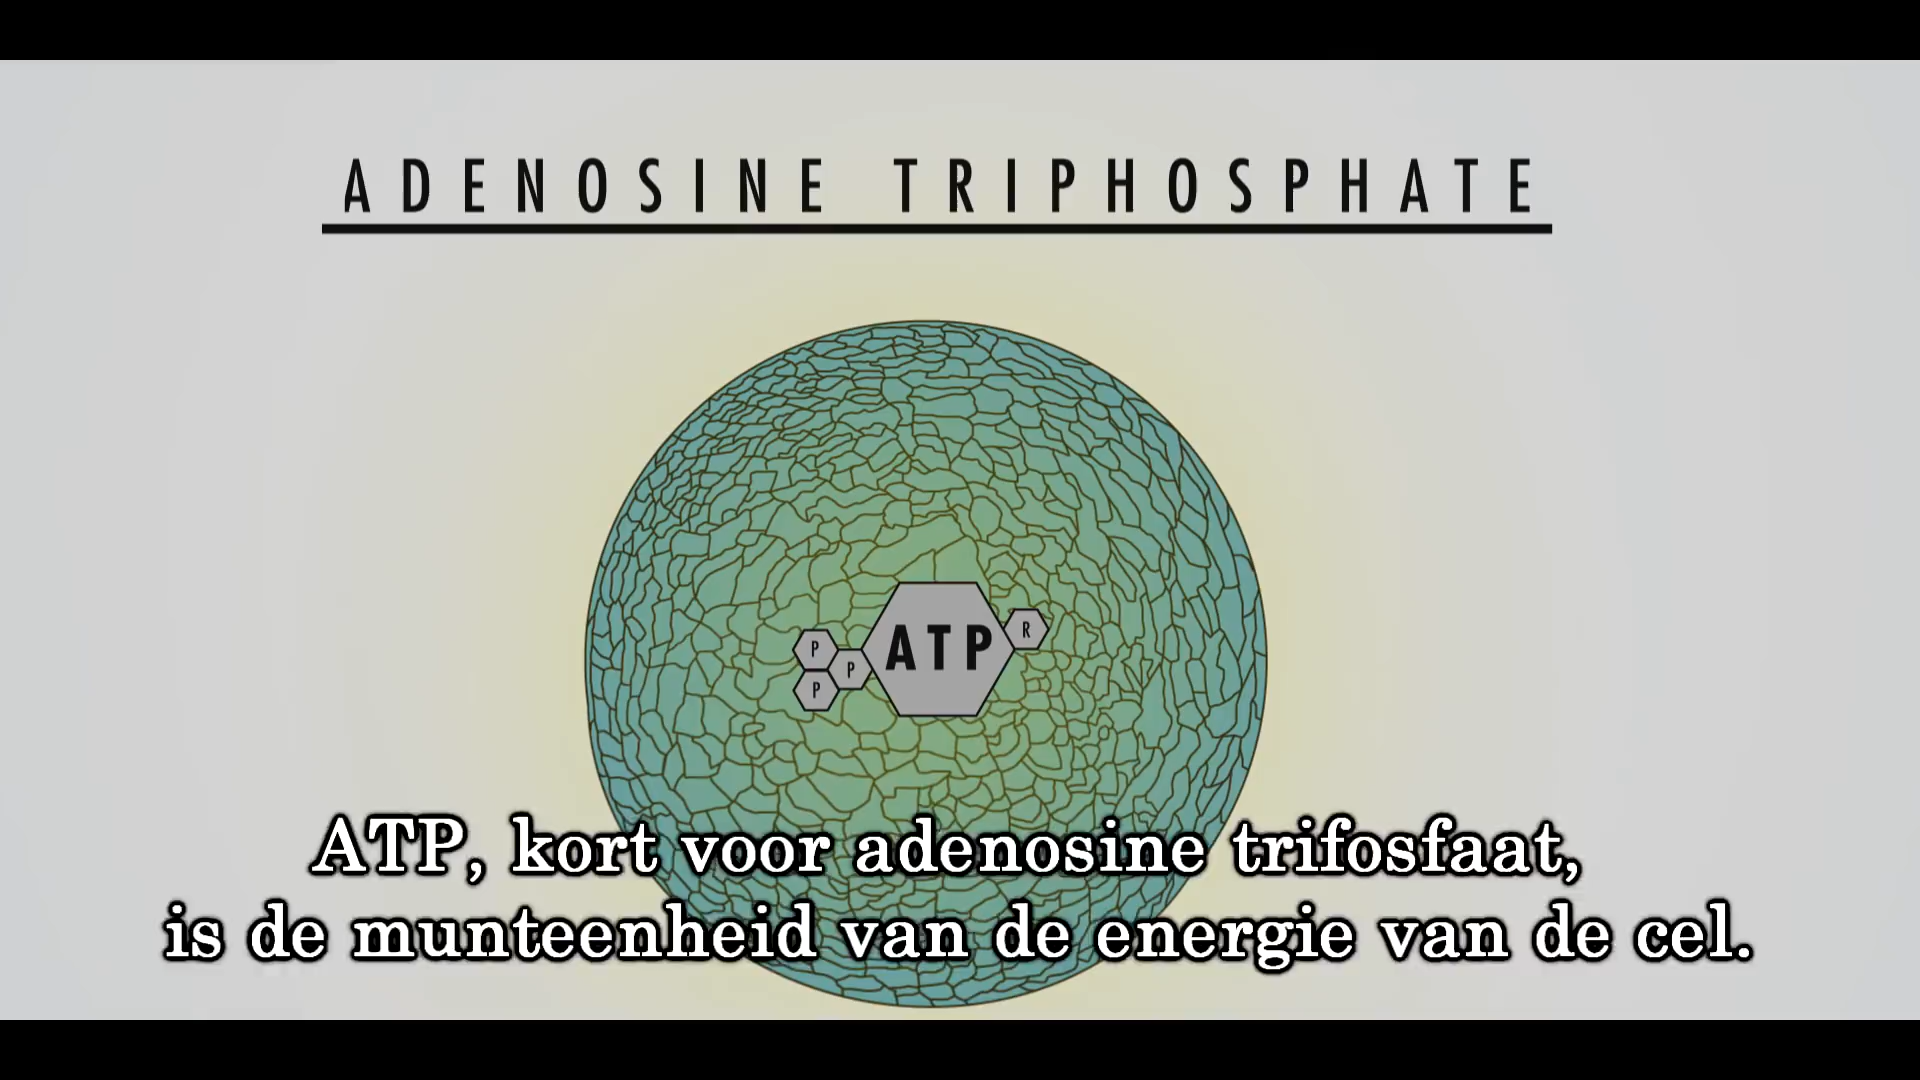 ADENOSINE TRIPHOSPHATE
ATP
R
P
P
P
ATP, kort voor adenosine trifosfaat,
is de munteenheid van de energie van de cel.